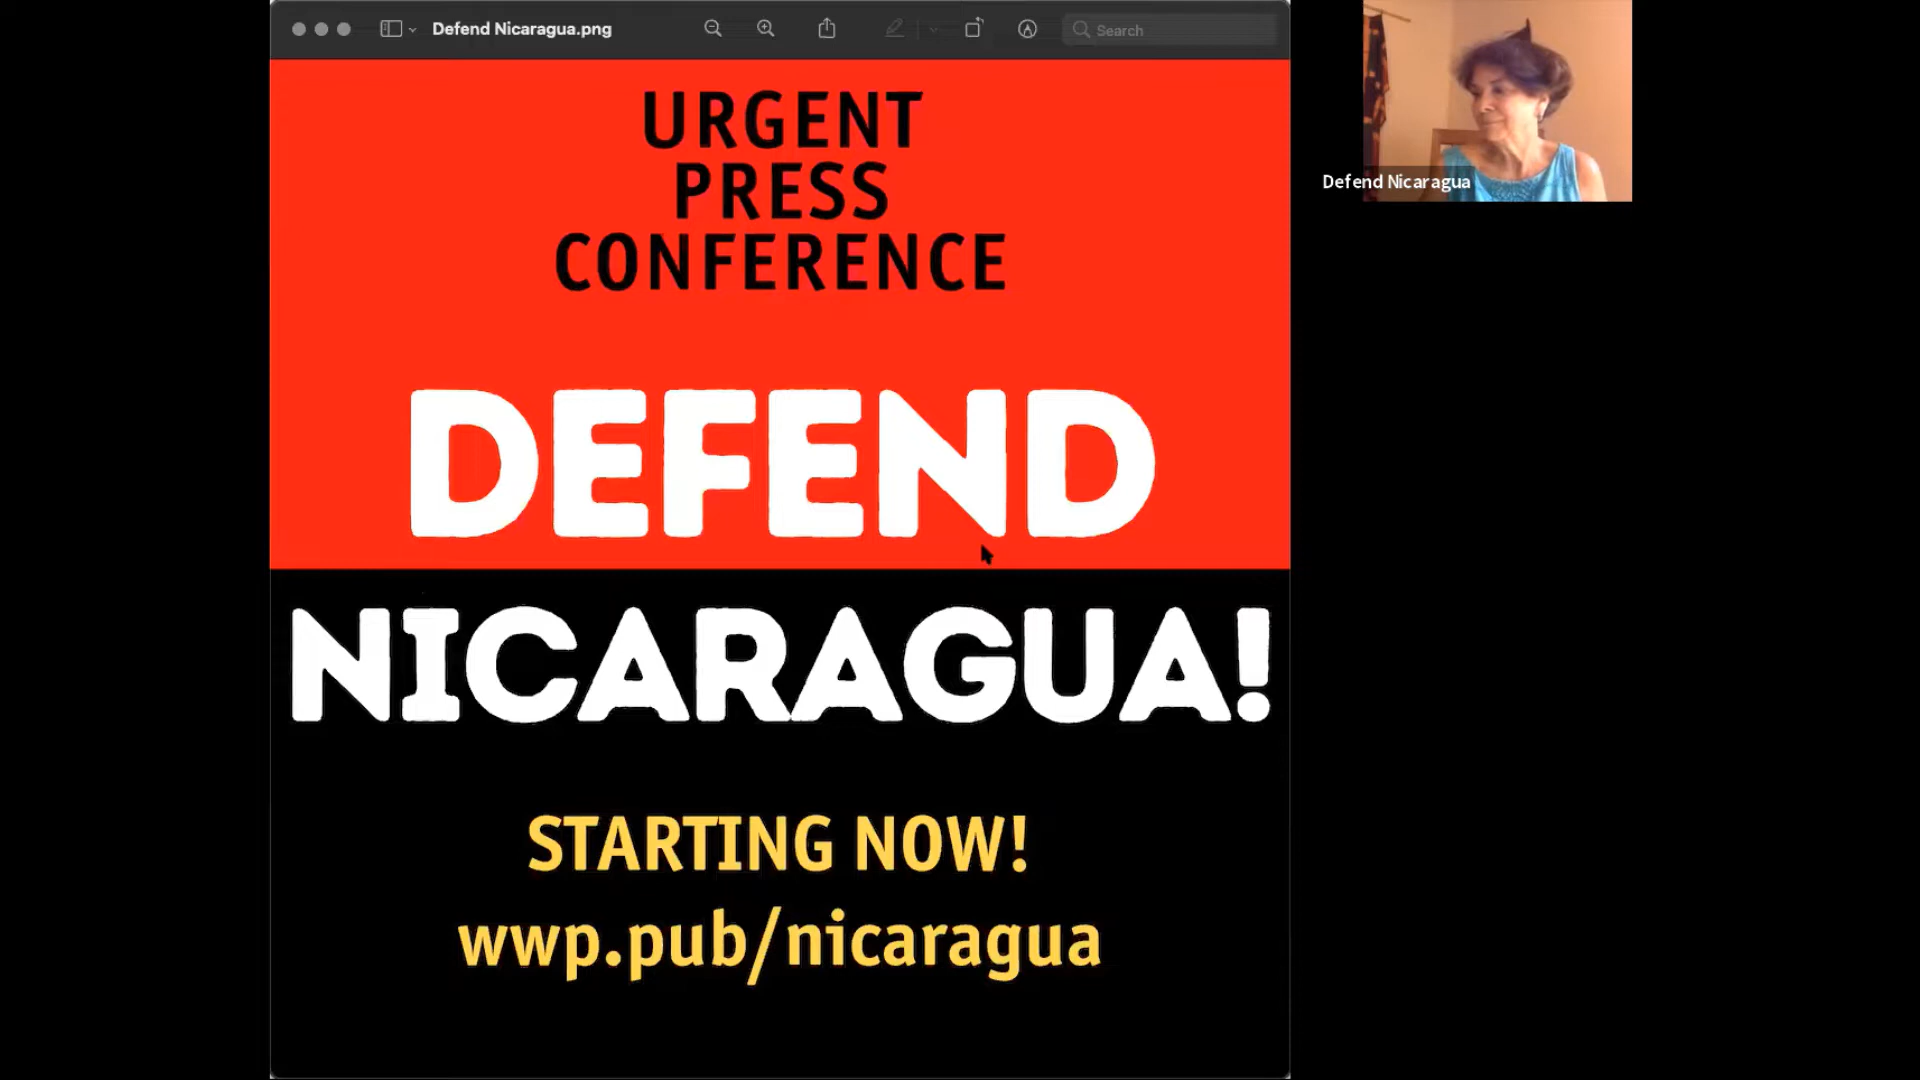 Defend Nicaragua.png
Search
URGENT
PRESS
CONFERENCE
DEFEND
NICARAGUA!
STARTING NOW!
wwp.pub/nicaragua
Defend Nicaragua